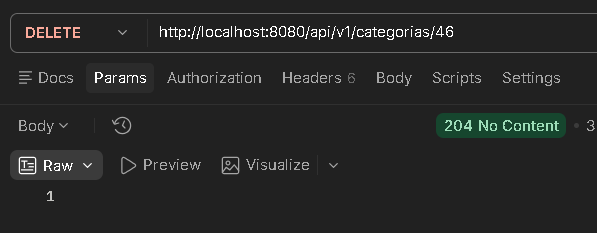 DELETE http://localhost:8080/api/v1/categorias/46
Docs Params Authorization Headers 6 Body Scripts Settings
Body 204 No Content • 3
Raw Preview Visualize
1